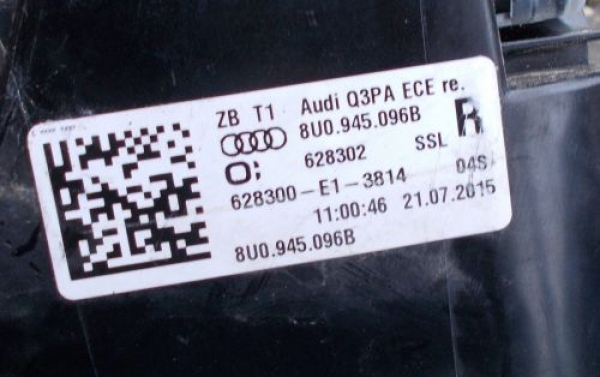 ZB T1 Audi Q3PA ECE re.
8U0.945.096B
O; 628302 SSL R
628300-E1-3814 04S
11:00:46 21.07.2015
8U0.945.096B